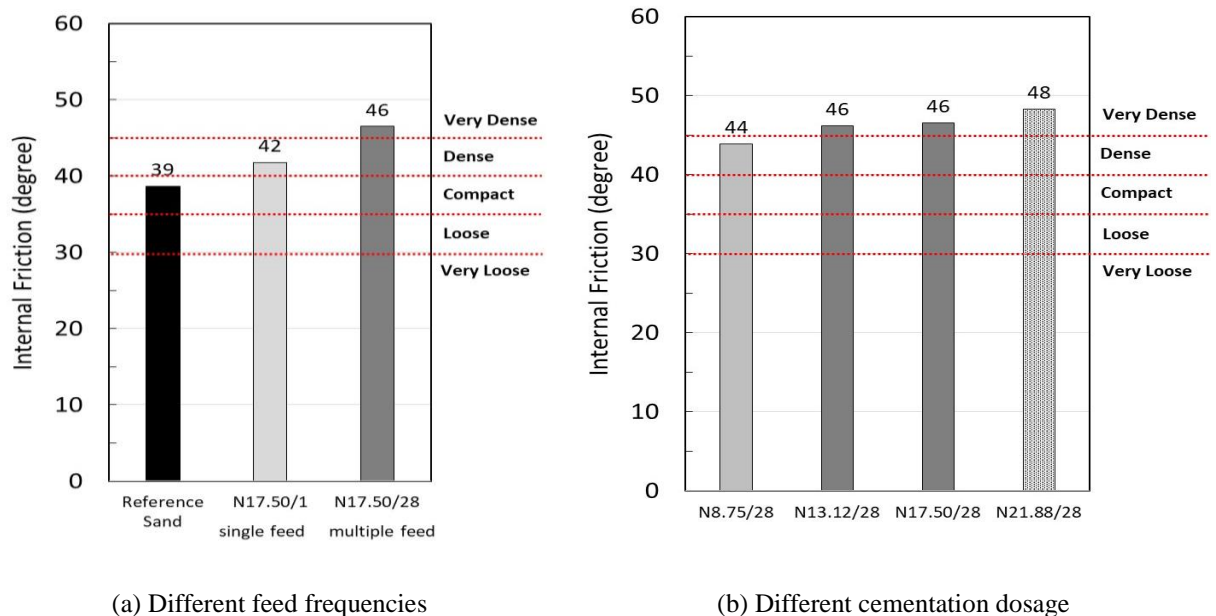 Internal Friction (degree)
60
50
40
30
20
10
0
39
42
46
Very Dense
Dense
Compact
Loose
Very Loose
Reference
Sand
N17.50/1
single feed
N17.50/28
multiple feed
(a) Different feed frequencies
Internal Friction (degree)
60
50
40
30
20
10
0
44
46
46
48
Very Dense
Dense
Compact
Loose
Very Loose
N8.75/28 N13.12/28 N17.50/28 N21.88/28
(b) Different cementation dosage